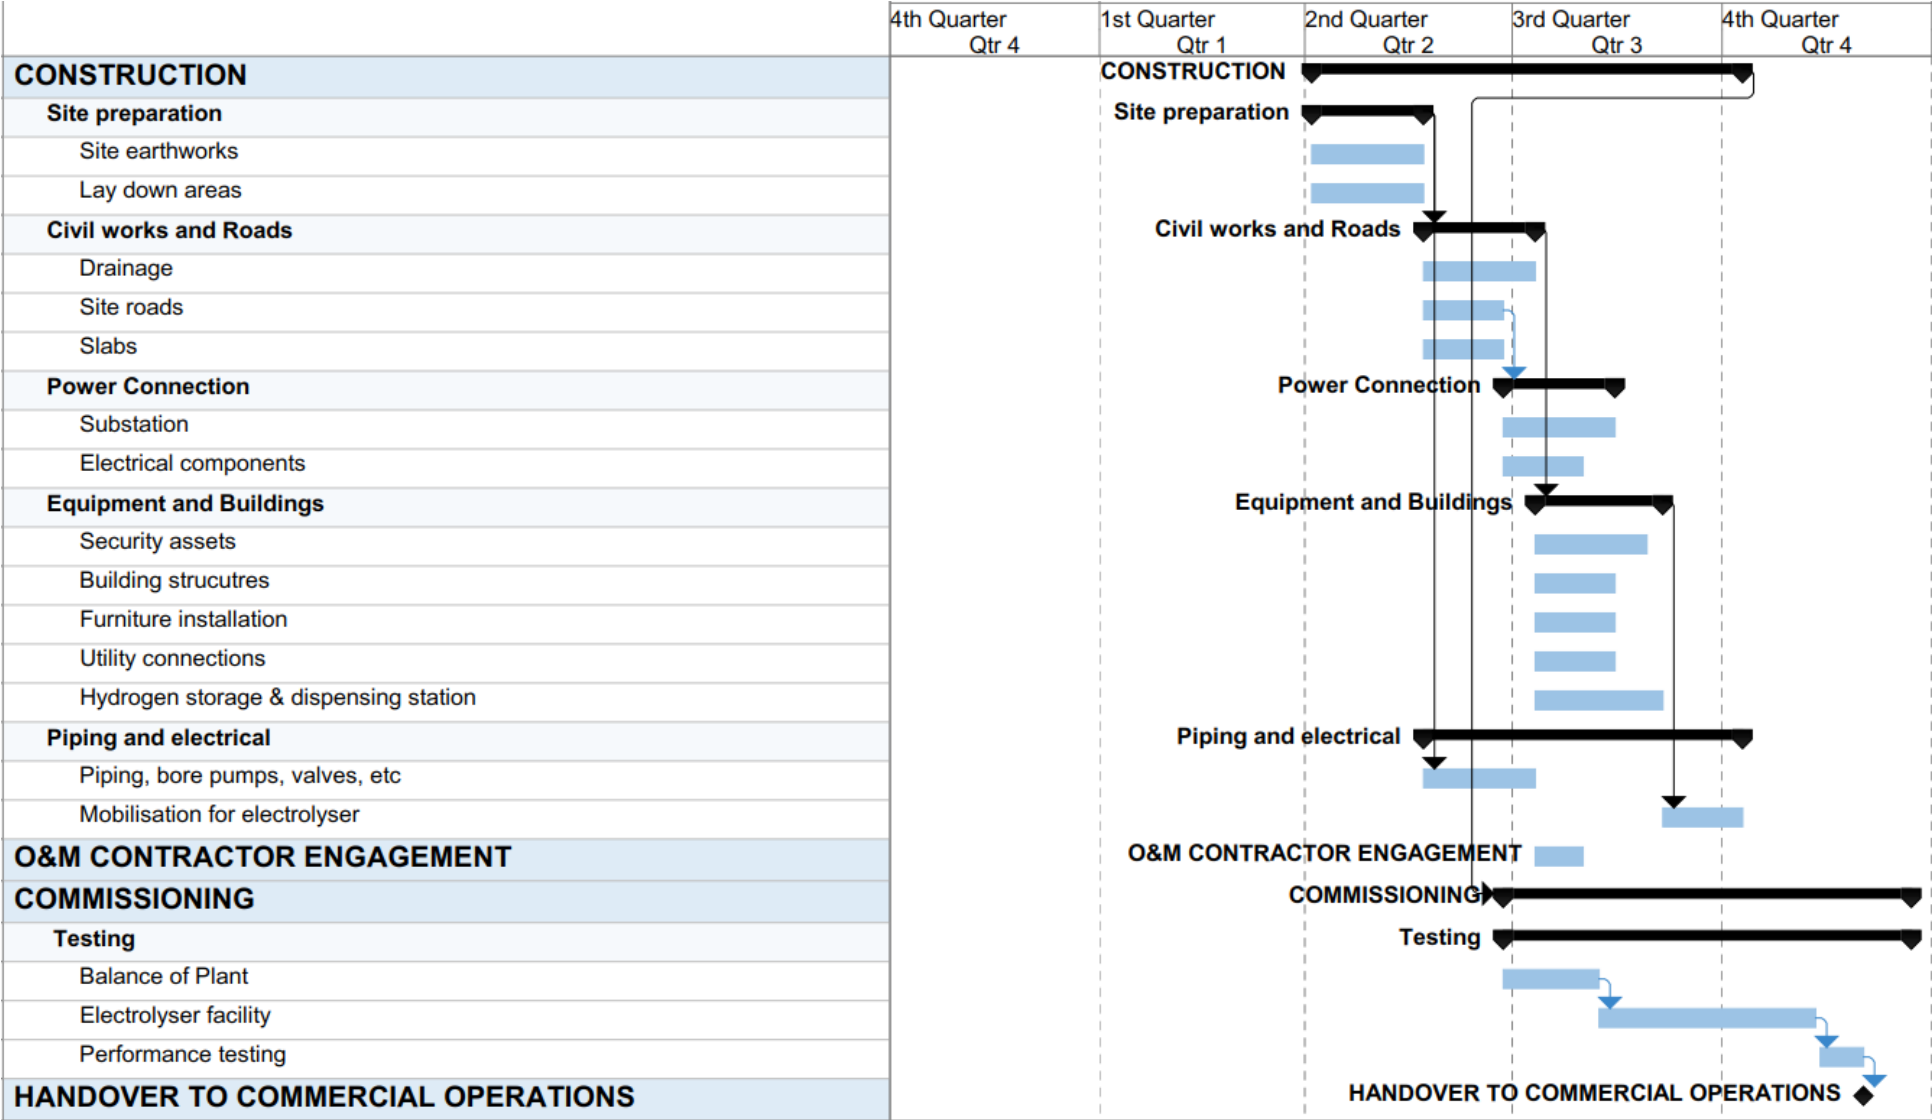 4th Quarter 1st Quarter 2nd Quarter 3rd Quarter 4th Quarter
Qtr 4 Qtr 1 Qtr 2 Qtr 3 Qtr 4
CONSTRUCTION CONSTRUCTION
Site preparation Site preparation
Site earthworks
Lay down areas
Civil works and Roads Civil works and Roads
Drainage
Site roads
Slabs
Power Connection Power Connection
Substation
Electrical components
Equipment and Buildings Equipment and Buildings
Security assets
Building strucutres
Furniture installation
Utility connections
Hydrogen storage & dispensing station
Piping and electrical Piping and electrical
Piping, bore pumps, valves, etc
Mobilisation for electrolyser
O&M CONTRACTOR ENGAGEMENT O&M CONTRACTOR ENGAGEMENT
COMMISSIONING COMMISSIONING
Testing Testing
Balance of Plant
Electrolyser facility
Performance testing
HANDOVER TO COMMERCIAL OPERATIONS HANDOVER TO COMMERCIAL OPERATIONS